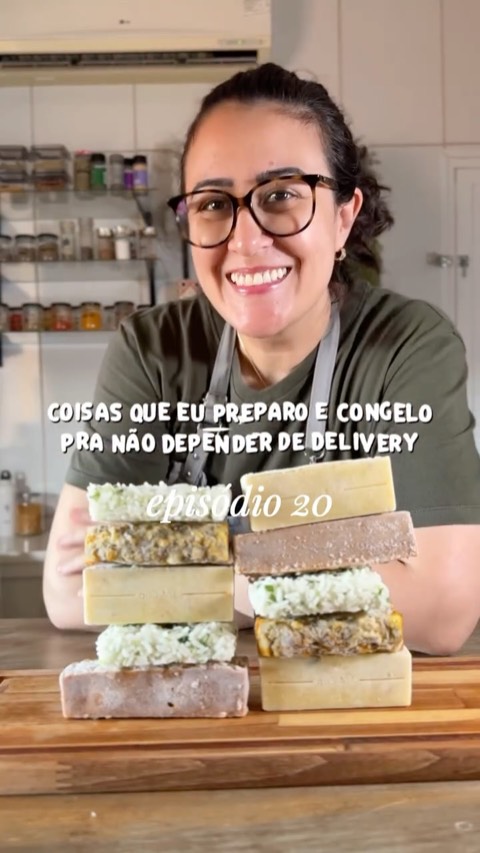 COISAS QUE EU PREPARO E CONGELO
PRA NÃO DEPENDER DE DELIVERY
episódio 20